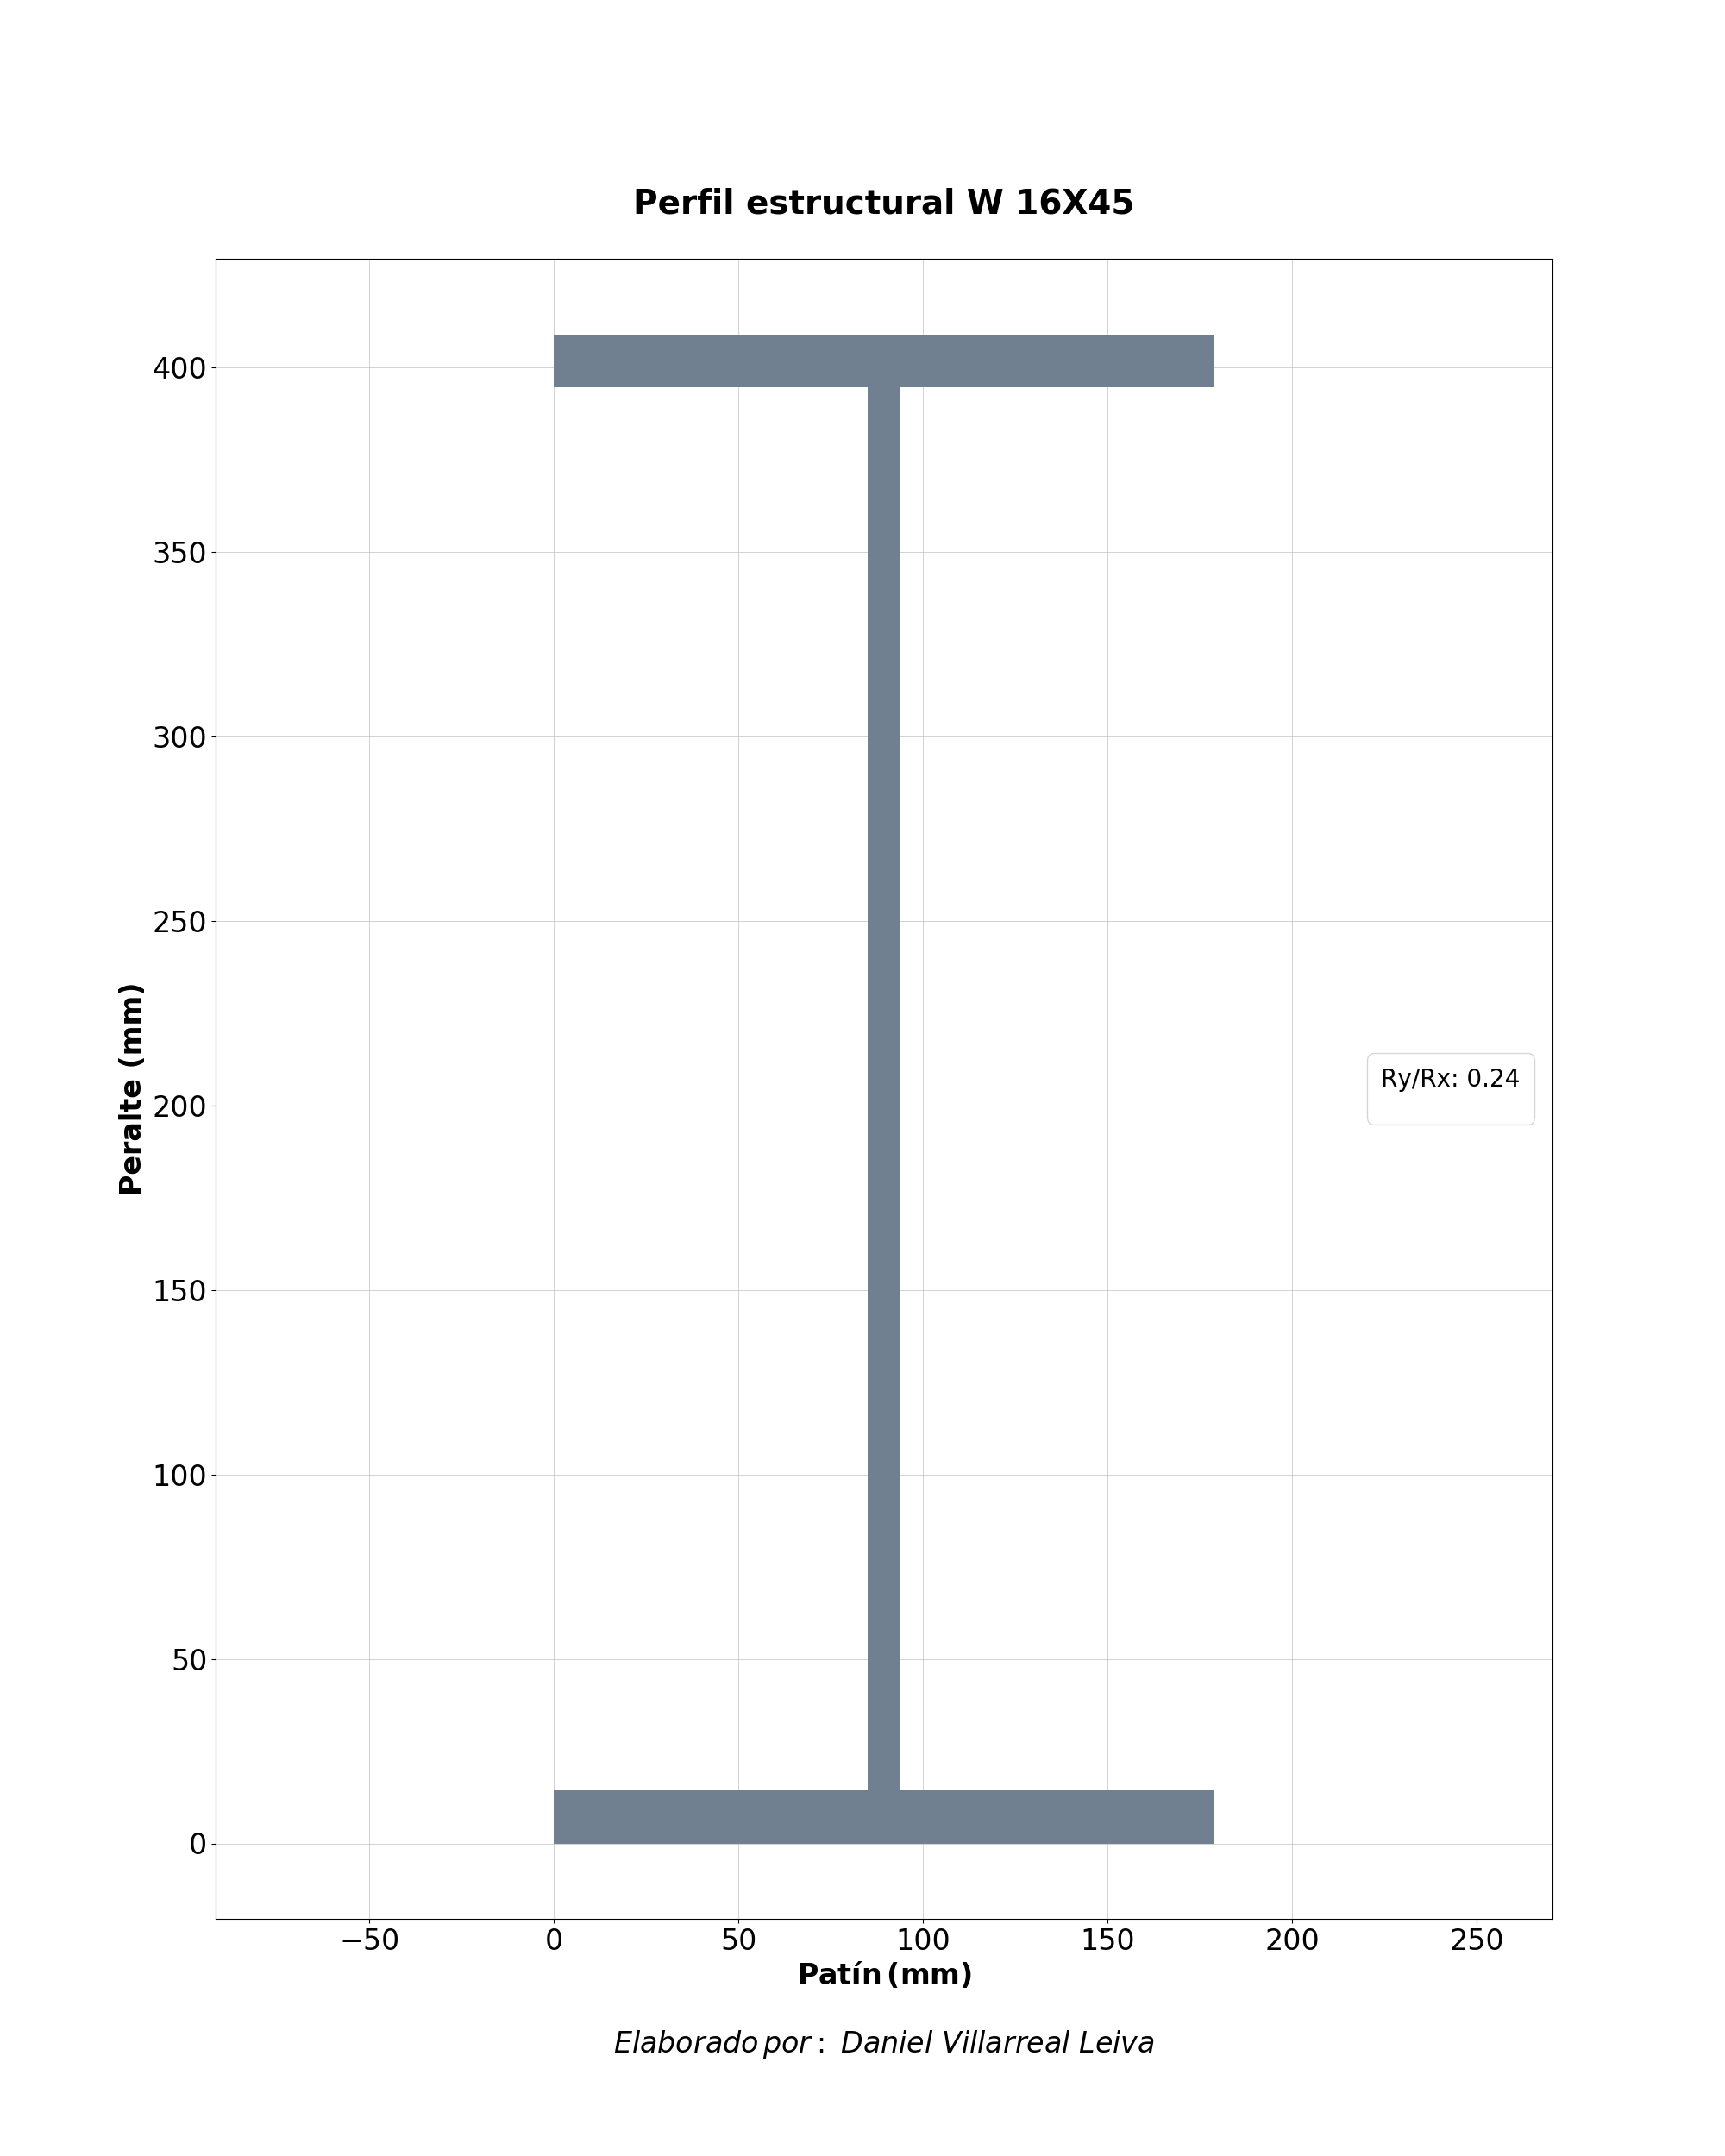 Perfil estructural W 16X45
400
350
300
250
200
150
100
50
0
Peralte (mm)
Ry/Rx: 0.24
−50 0 50 100 150 200 250
Patín (mm)
Elaborado por: Daniel Villarreal Leiva